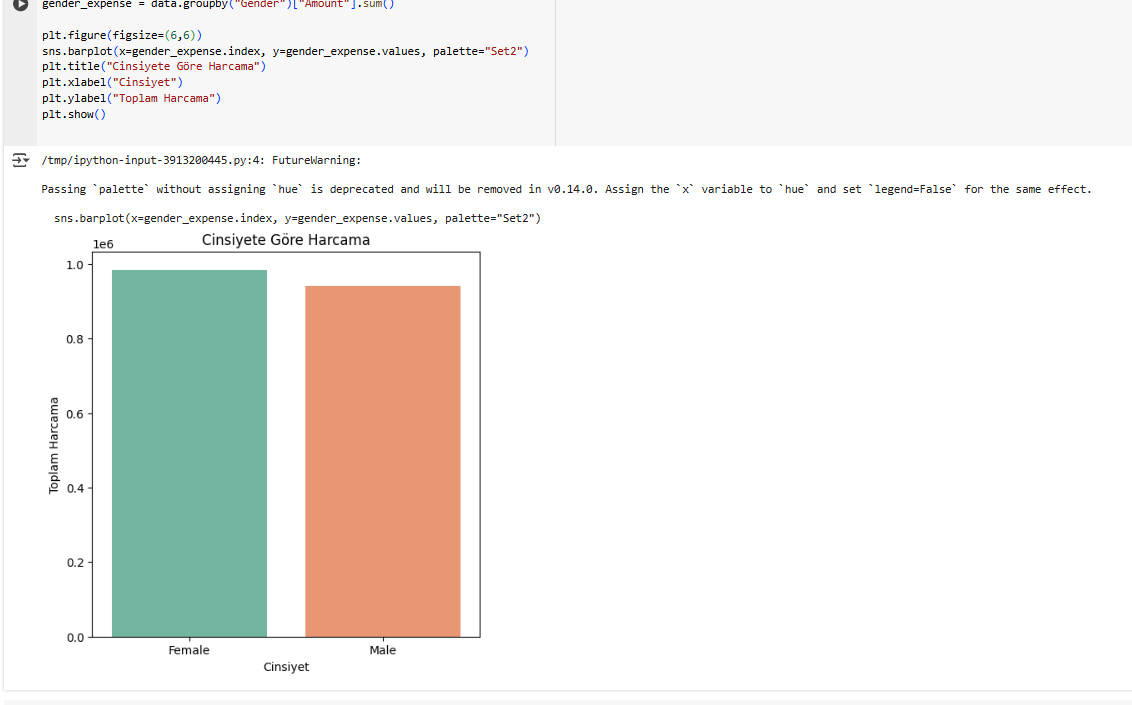 gender_expense = data.groupby("Gender")["Amount"].sum()
plt.figure(figsize=(6,6))
sns.barplot(x=gender_expense.index, y=gender_expense.values, palette="Set2")
plt.title("Cinsiyete Göre Harcama")
plt.xlabel("Cinsiyet")
plt.ylabel("Toplam Harcama")
plt.show()
/tmp/ipython-input-3913200445.py:4: FutureWarning:
Passing `palette` without assigning `hue` is deprecated and will be removed in v0.14.0. Assign the `x` variable to `hue` and set `legend=False` for the same effect.
sns.barplot(x=gender_expense.index, y=gender_expense.values, palette="Set2")
Cinsiyete Göre Harcama
1e6
1.0
0.8
0.6
0.4
0.2
0.0
Toplam Harcama
Female Male
Cinsiyet